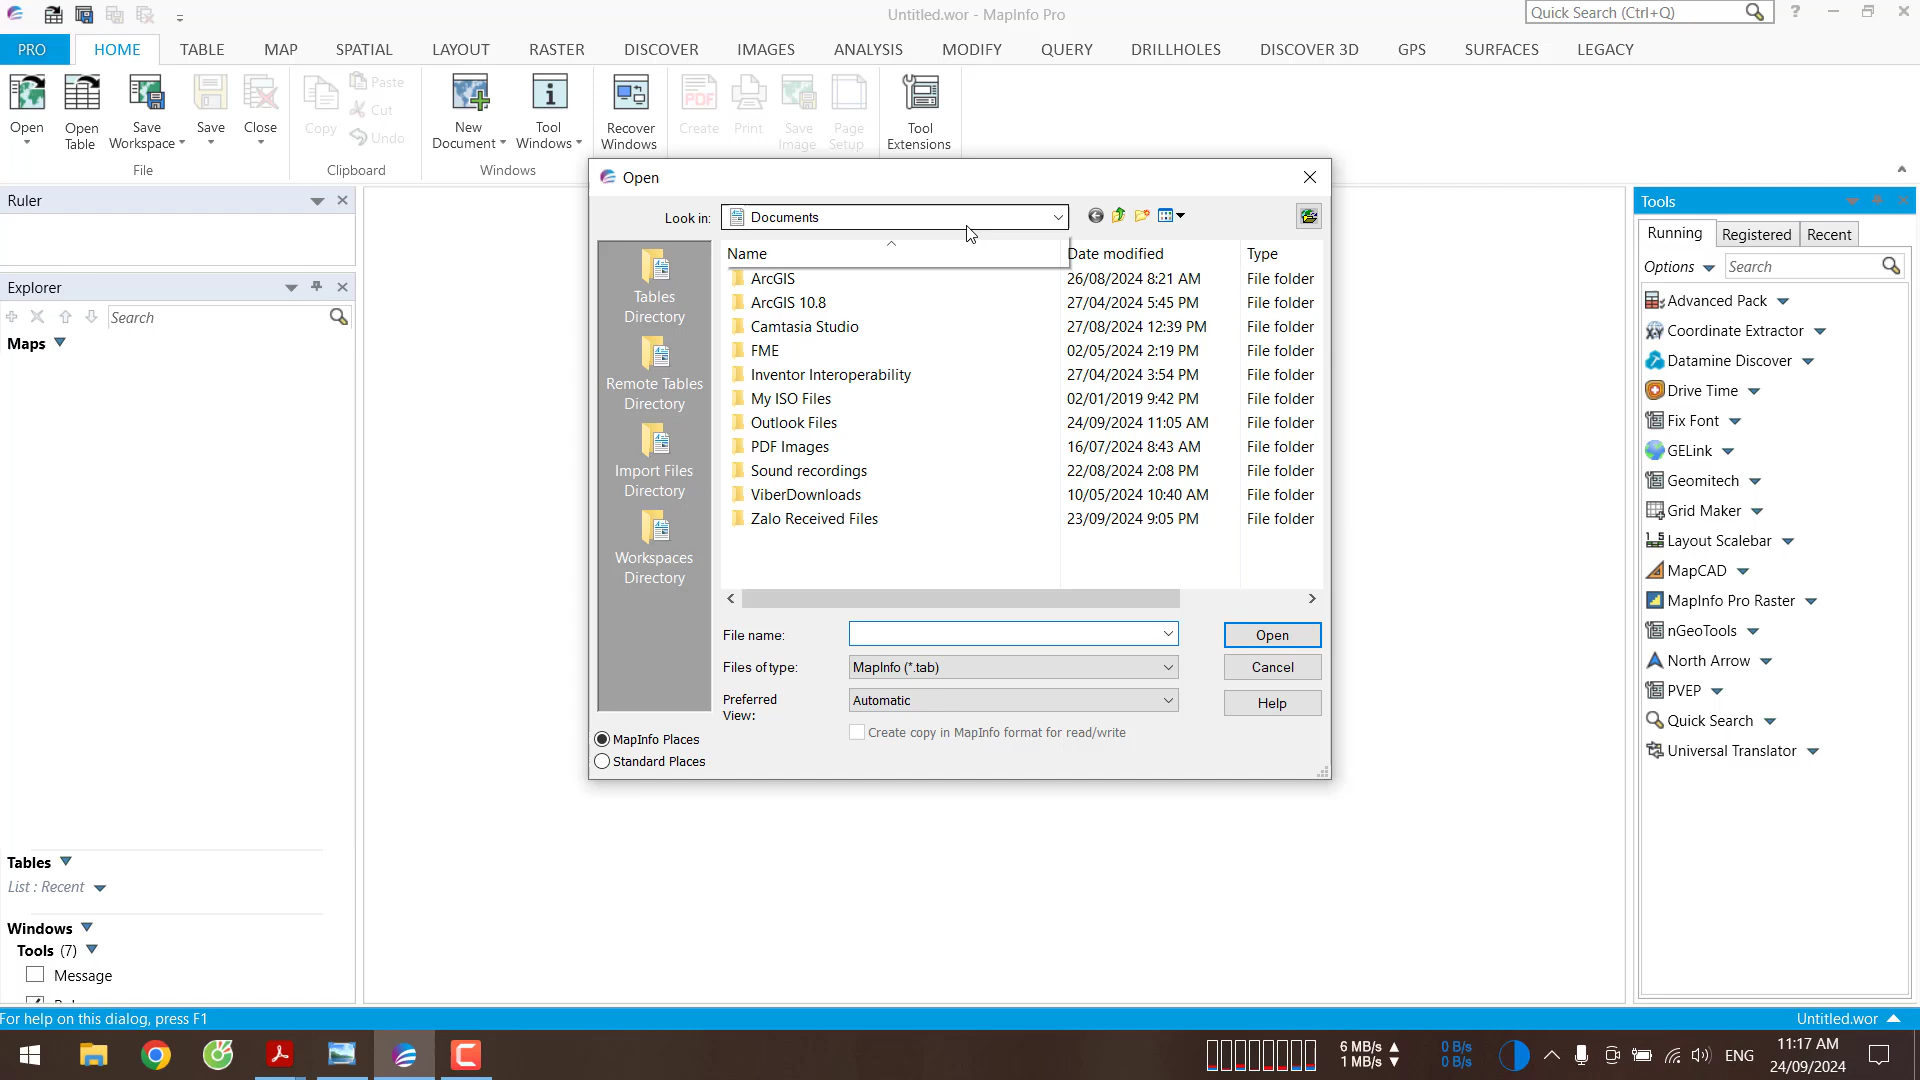 Untitled.wor - MapInfo Pro
Quick Search (Ctrl+Q)
PRO HOME TABLE MAP SPATIAL LAYOUT RASTER DISCOVER IMAGES ANALYSIS MODIFY QUERY DRILLHOLES DISCOVER 3D GPS SURFACES LEGACY
Open
Open Table
Save Workspace
Save
Close
File
Copy
Paste
Cut
Undo
Clipboard
New Document
Tool Windows
Windows
Recover Windows
Create
Print
Save Image
Page Setup
Tool Extensions
Ruler
Explorer
Search
Maps
Tables
List : Recent
Windows
Tools (7)
Message
Open
Look in: Documents
Tables Directory
Remote Tables Directory
Import Files Directory
Workspaces Directory
Name Date modified Type
ArcGIS 26/08/2024 8:21 AM File folder
ArcGIS 10.8 27/04/2024 5:45 PM File folder
Camtasia Studio 27/08/2024 12:39 PM File folder
FME 02/05/2024 2:19 PM File folder
Inventor Interoperability 27/04/2024 3:54 PM File folder
My ISO Files 02/01/2019 9:42 PM File folder
Outlook Files 24/09/2024 11:05 AM File folder
PDF Images 16/07/2024 8:43 AM File folder
Sound recordings 22/08/2024 2:08 PM File folder
ViberDownloads 10/05/2024 10:40 AM File folder
Zalo Received Files 23/09/2024 9:05 PM File folder
File name:
Open
Files of type: MapInfo (*.tab)
Cancel
Preferred View: Automatic
Help
Create copy in MapInfo format for read/write
MapInfo Places
Standard Places
Tools
Running Registered Recent
Options Search
Advanced Pack
Coordinate Extractor
Datamine Discover
Drive Time
Fix Font
GELink
Geomitech
Grid Maker
Layout Scalebar
MapCAD
MapInfo Pro Raster
nGeoTools
North Arrow
PVEP
Quick Search
Universal Translator
For help on this dialog, press F1
Untitled.wor
6 MB/s
1 MB/s
0 B/s
0 B/s
ENG
11:17 AM
24/09/2024